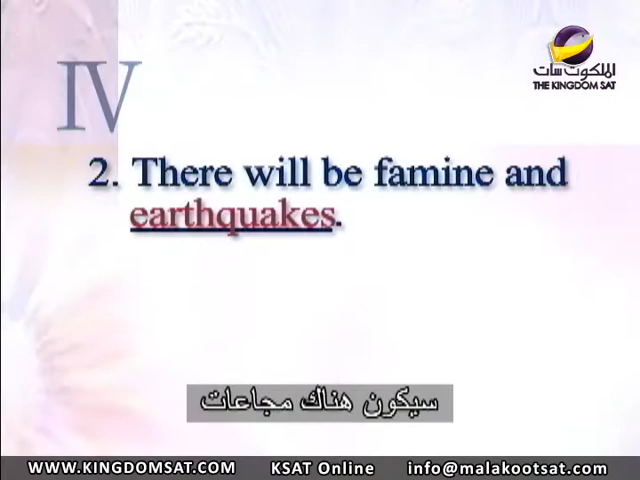 الملكوت سات
THE KINGDOM SAT
IV
2. There will be famine and
earthquakes.
سيكون هناك مجاعات
WWW.KINGDOMSAT.COM KSAT Online info@malakootsat.com